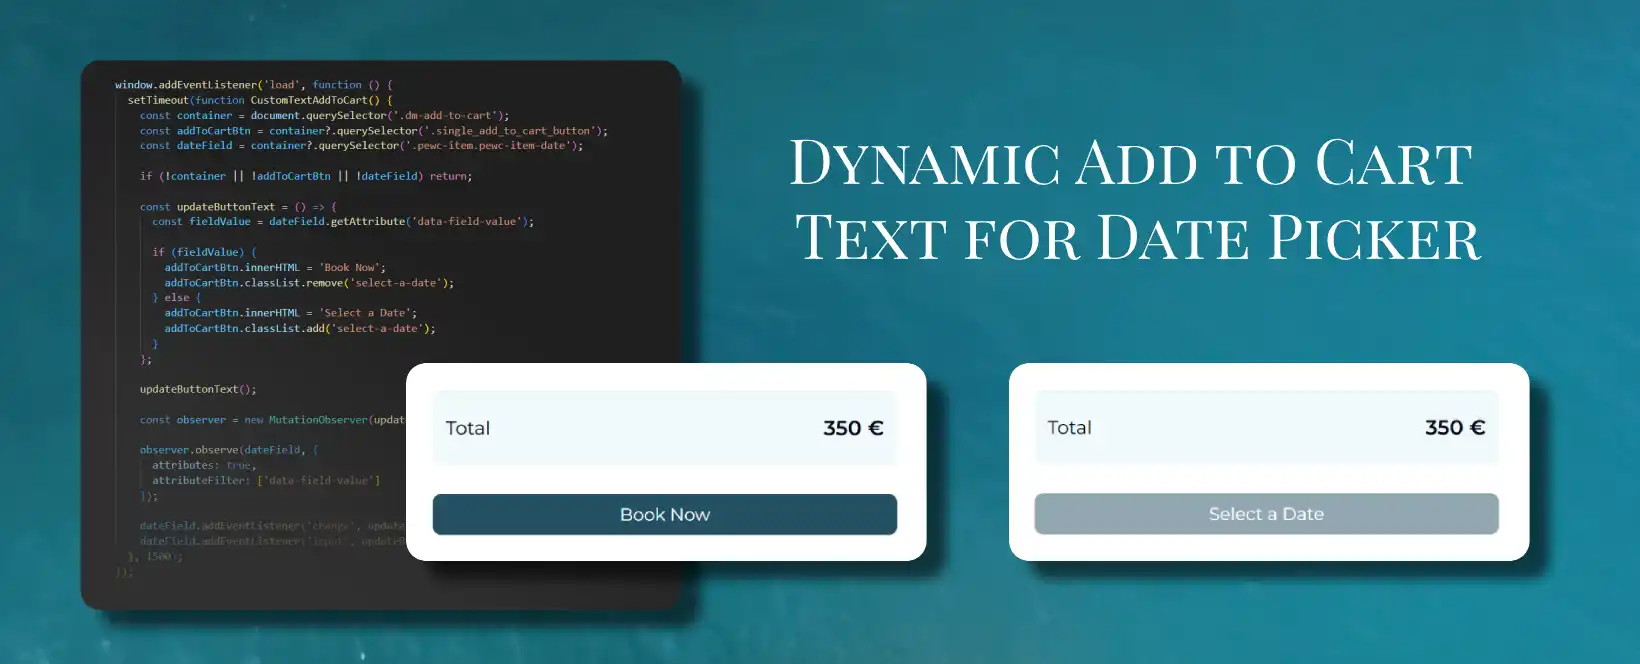 window.addEventListener('load', function () {
setTimeout(function CustomTextAddToCart() {
const container = document.querySelector('.dm-add-to-cart');
const addToCartBtn = container?.querySelector('.single_add_to_cart_button');
const dateField = container?.querySelector('.pewc-item.pewc-item-date');
if (!container || !addToCartBtn || !dateField) return;
const updateButtonText = () => {
const fieldValue = dateField.getAttribute('data-field-value');
if (fieldValue) {
addToCartBtn.innerHTML = 'Book Now';
addToCartBtn.classList.remove('select-a-date');
} else {
addToCartBtn.innerHTML = 'Select a Date';
addToCartBtn.classList.add('select-a-date');
}
};
updateButtonText();
const observer = new MutationObserver(updat
observer.observe(dateField, {
attributes: true,
attributeFilter: ['data-field-value']
});
dateField.addEventListener('change', update
dateField.addEventListener('input', updateB
}, 1500);
});
Dynamic Add to Cart
Text for Date Picker
Total 350 €
Book Now
Total 350 €
Select a Date